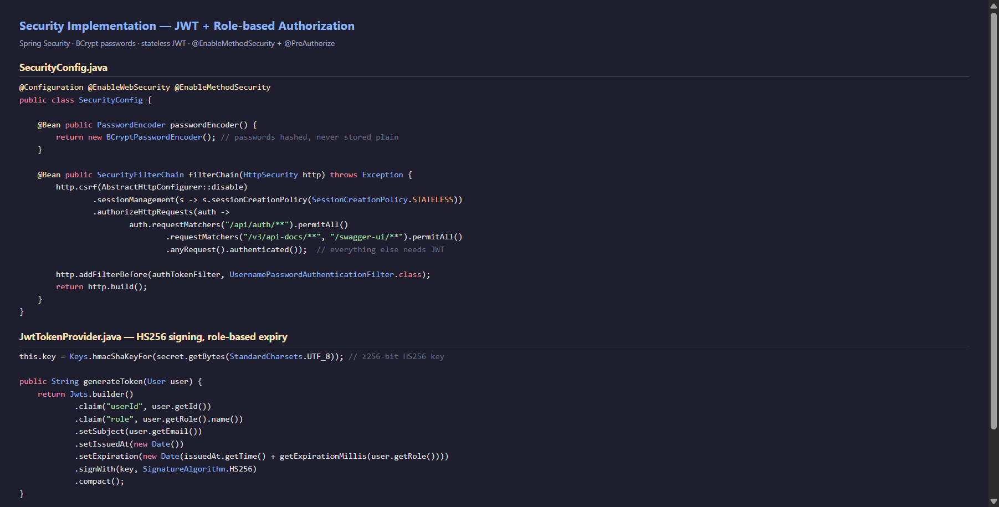 Security Implementation — JWT + Role-based Authorization
Spring Security · BCrypt passwords · stateless JWT · @EnableMethodSecurity + @PreAuthorize
SecurityConfig.java
@Configuration @EnableWebSecurity @EnableMethodSecurity
public class SecurityConfig {
    @Bean public PasswordEncoder passwordEncoder() {
        return new BCryptPasswordEncoder(); // passwords hashed, never stored plain
    }
    @Bean public SecurityFilterChain filterChain(HttpSecurity http) throws Exception {
        http.csrf(AbstractHttpConfigurer::disable)
                .sessionManagement(s -> s.sessionCreationPolicy(SessionCreationPolicy.STATELESS))
                .authorizeHttpRequests(auth ->
                        auth.requestMatchers("/api/auth/**").permitAll()
                                .requestMatchers("/v3/api-docs/**", "/swagger-ui/**").permitAll()
                                .anyRequest().authenticated());  // everything else needs JWT
        http.addFilterBefore(authTokenFilter, UsernamePasswordAuthenticationFilter.class);
        return http.build();
    }
}
JwtTokenProvider.java — HS256 signing, role-based expiry
this.key = Keys.hmacShaKeyFor(secret.getBytes(StandardCharsets.UTF_8)); // ≥256-bit HS256 key
public String generateToken(User user) {
    return Jwts.builder()
            .claim("userId", user.getId())
            .claim("role", user.getRole().name())
            .setSubject(user.getEmail())
            .setIssuedAt(new Date())
            .setExpiration(new Date(issuedAt.getTime() + getExpirationMillis(user.getRole())))
            .signWith(key, SignatureAlgorithm.HS256)
            .compact();
}